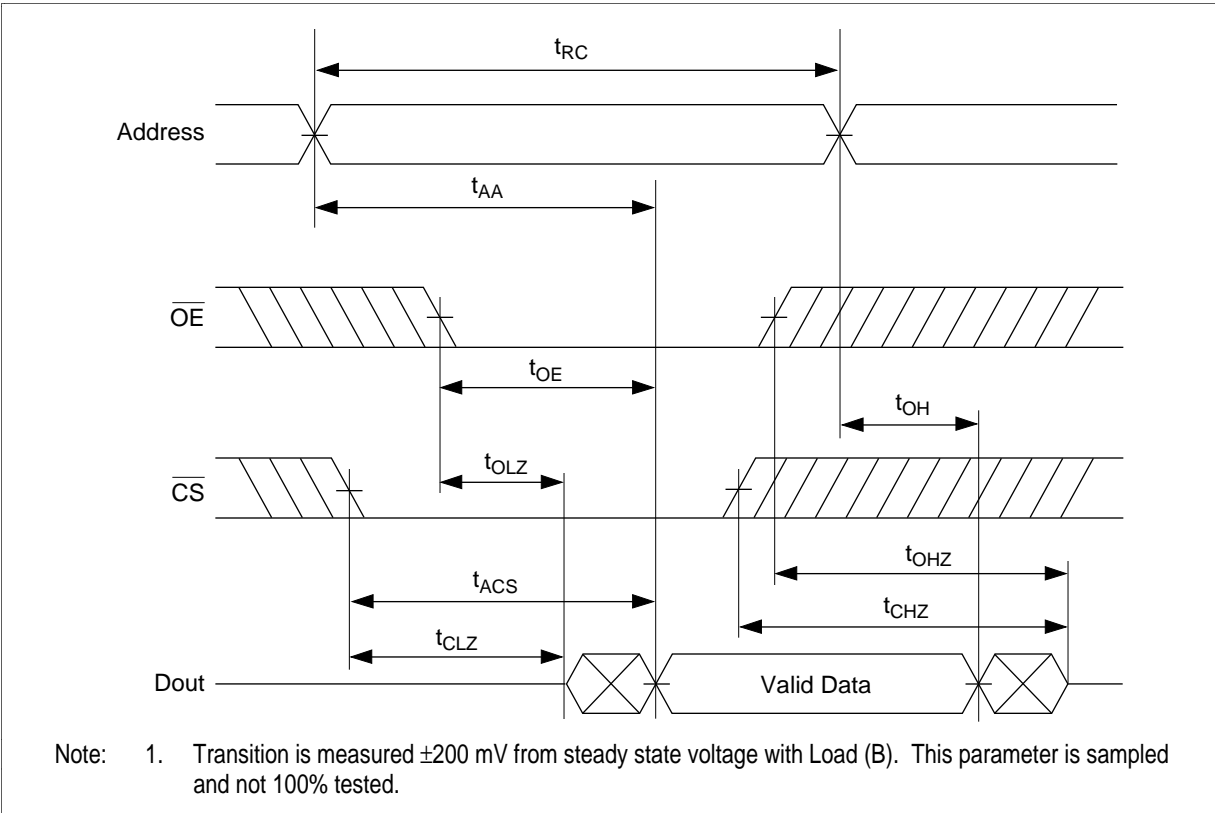 tRC
Address
tAA
OE
tOE
tOH
tOLZ
CS
tOHZ
tACS
tCHZ
tCLZ
Dout
Valid Data
Note: 1. Transition is measured ±200 mV from steady state voltage with Load (B). This parameter is sampled
and not 100% tested.